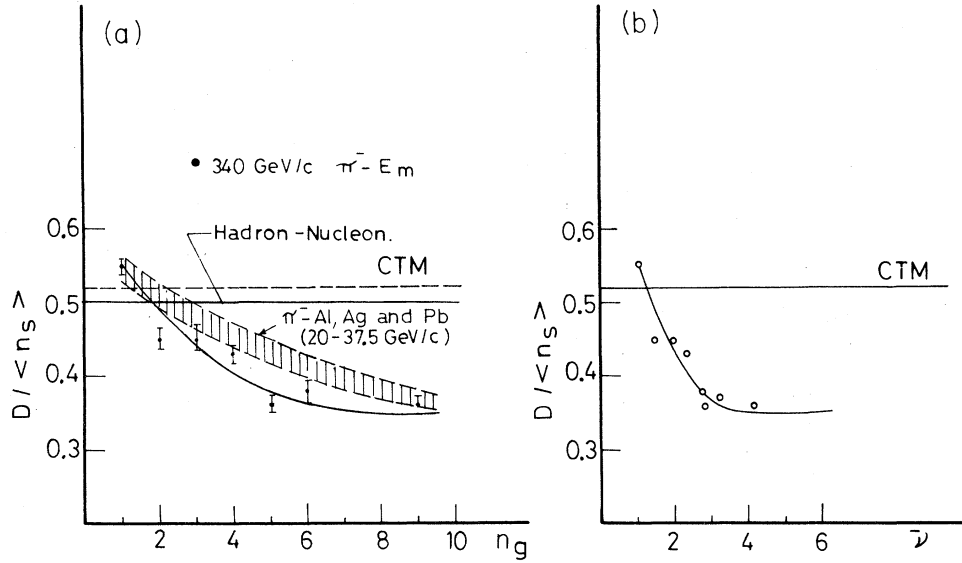 (a)
340 GeV/c π⁻-Em
Hadron-Nucleon.
CTM
π⁻-Al, Ag and Pb
(20-37.5 GeV/c)
0.6
0.5
0.4
0.3
D / <ns>
2 4 6 8 10 ng
(b)
CTM
0.6
0.5
0.4
0.3
D / <ns>
2 4 6 ν̄